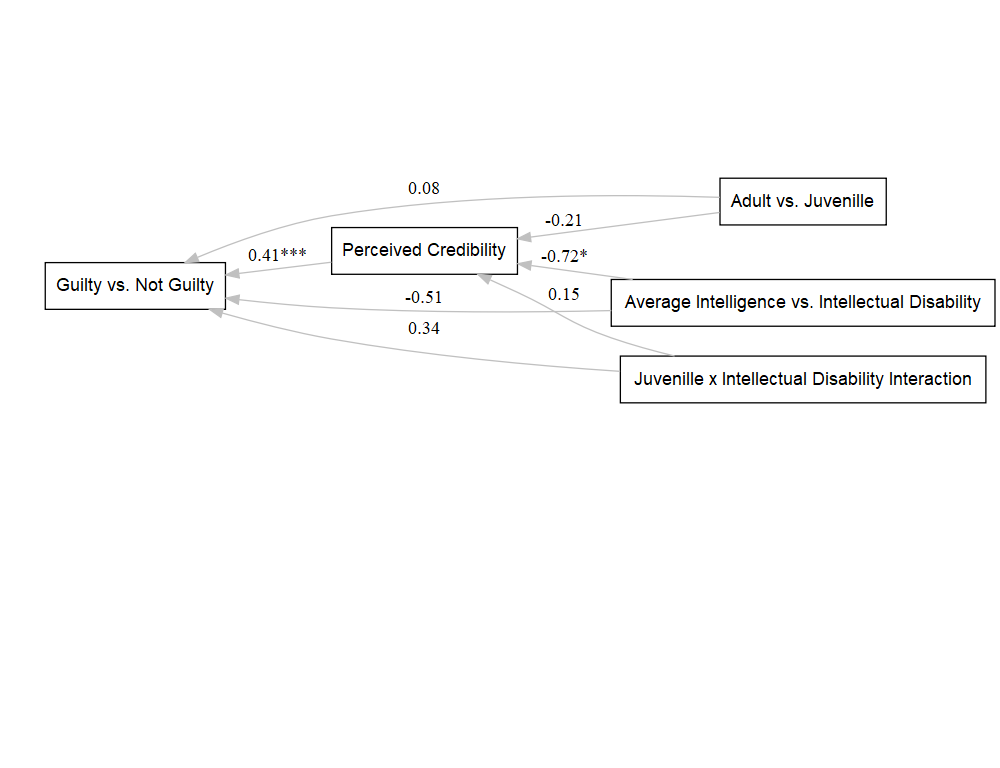 0.08
Adult vs. Juvenille
-0.21
Perceived Credibility
0.41***
-0.72*
Guilty vs. Not Guilty
-0.51
0.15
Average Intelligence vs. Intellectual Disability
0.34
Juvenille x Intellectual Disability Interaction